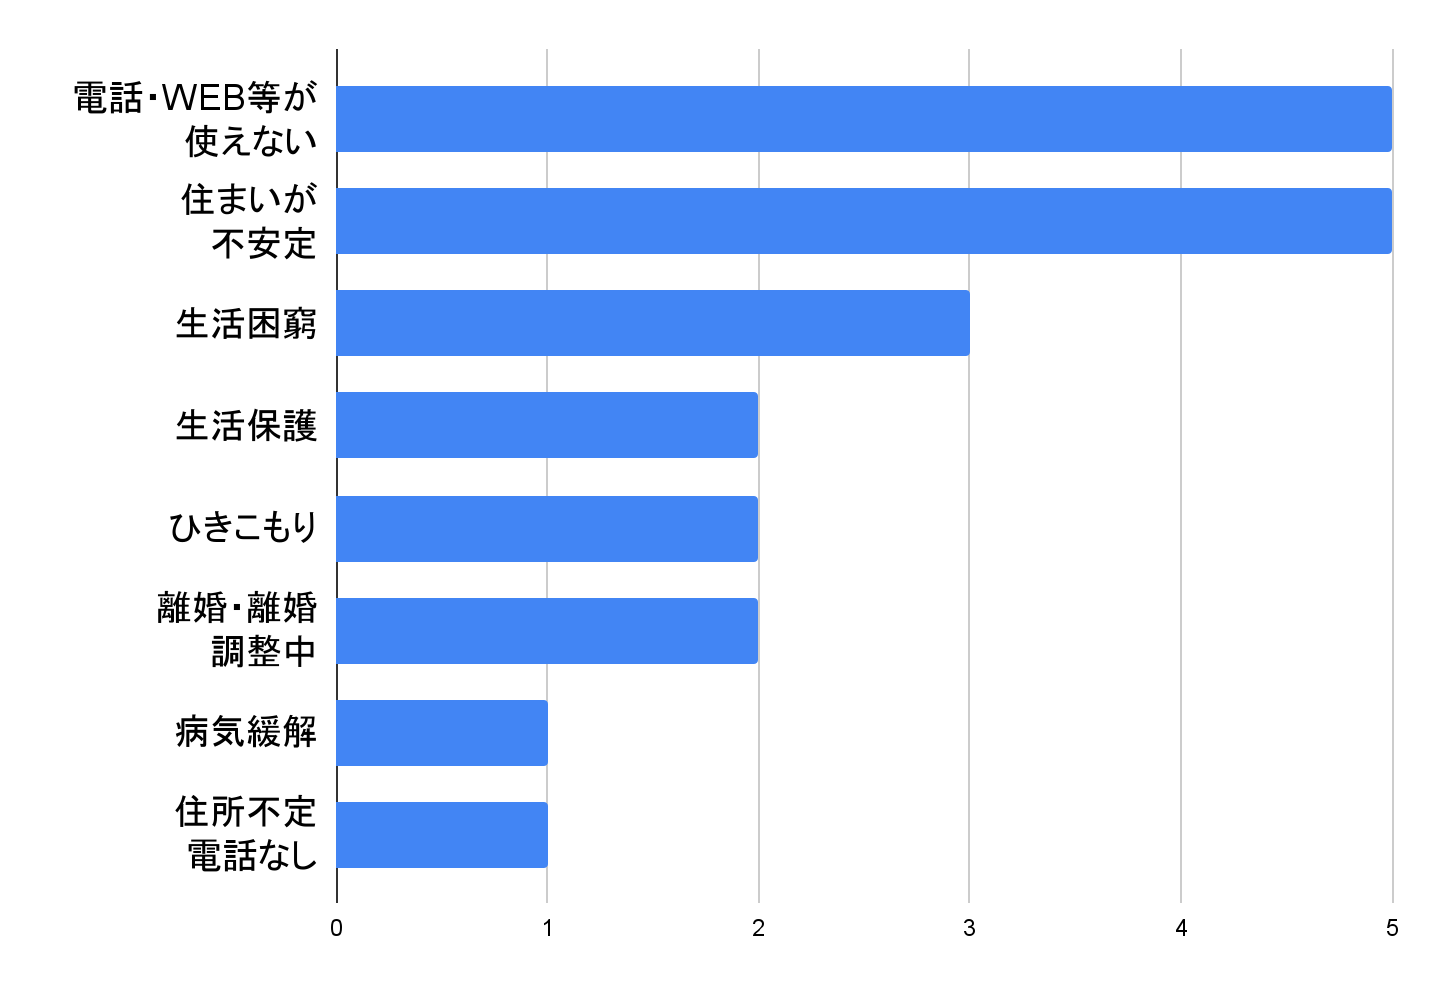 電話・WEB等が
使えない
住まいが
不安定
生活困窮
生活保護
ひきこもり
離婚・離婚
調整中
病気緩解
住所不定
電話なし
0 1 2 3 4 5